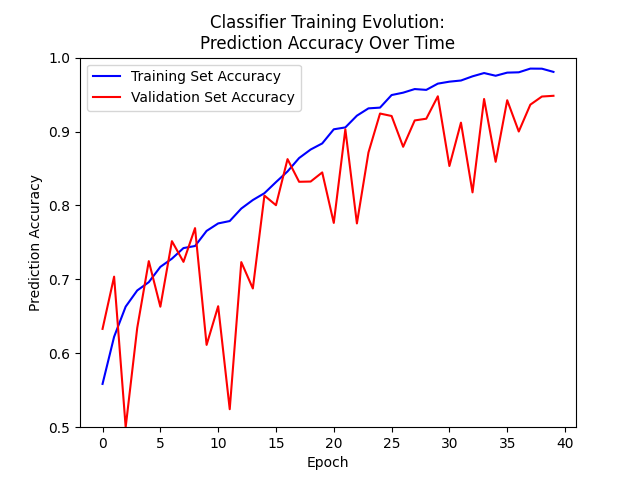 Classifier Training Evolution:
Prediction Accuracy Over Time
Training Set Accuracy
Validation Set Accuracy
Prediction Accuracy
1.0
0.9
0.8
0.7
0.6
0.5
0 5 10 15 20 25 30 35 40
Epoch